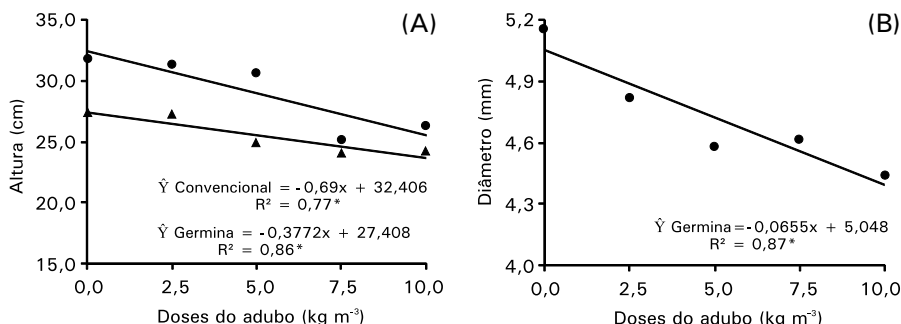 35,0
(A)
30,0
25,0
20,0
15,0
Altura (cm)
Ŷ Convencional = -0,69x + 32,406
R² = 0,77*
Ŷ Germina = -0,3772x + 27,408
R² = 0,86*
0,0 2,5 5,0 7,5 10,0
Doses do adubo (kg m⁻³)
5,2
(B)
4,9
4,6
4,3
4,0
Diâmetro (mm)
Ŷ Germina=-0,0655x + 5,048
R² = 0,87*
0,0 2,5 5,0 7,5 10,0
Doses do adubo (kg m⁻³)